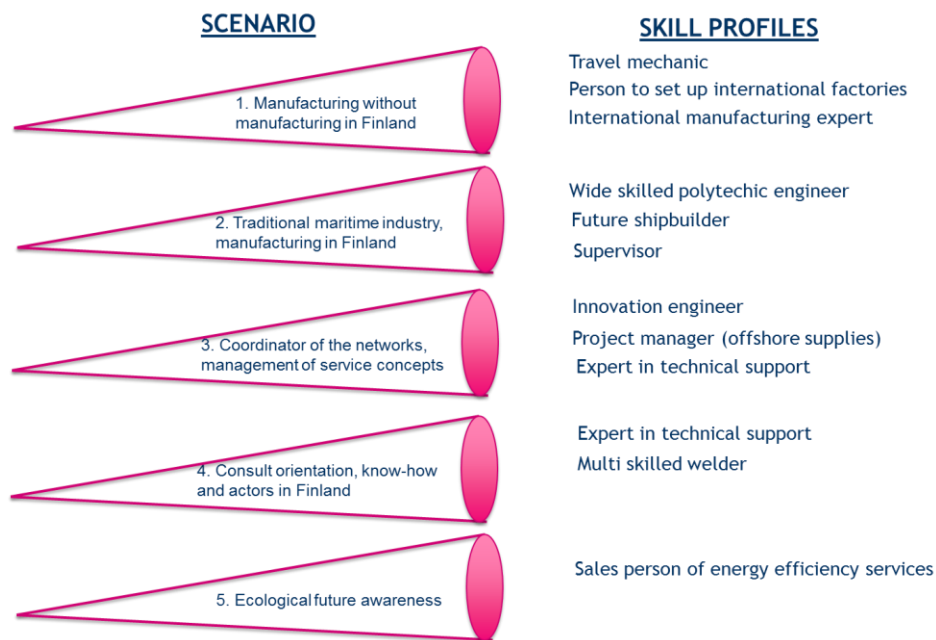 SCENARIO
SKILL PROFILES
1. Manufacturing without
manufacturing in Finland
Travel mechanic
Person to set up international factories
International manufacturing expert
2. Traditional maritime industry,
manufacturing in Finland
Wide skilled polytechic engineer
Future shipbuilder
Supervisor
3. Coordinator of the networks,
management of service concepts
Innovation engineer
Project manager (offshore supplies)
Expert in technical support
4. Consult orientation, know-how
and actors in Finland
Expert in technical support
Multi skilled welder
5. Ecological future awareness
Sales person of energy efficiency services